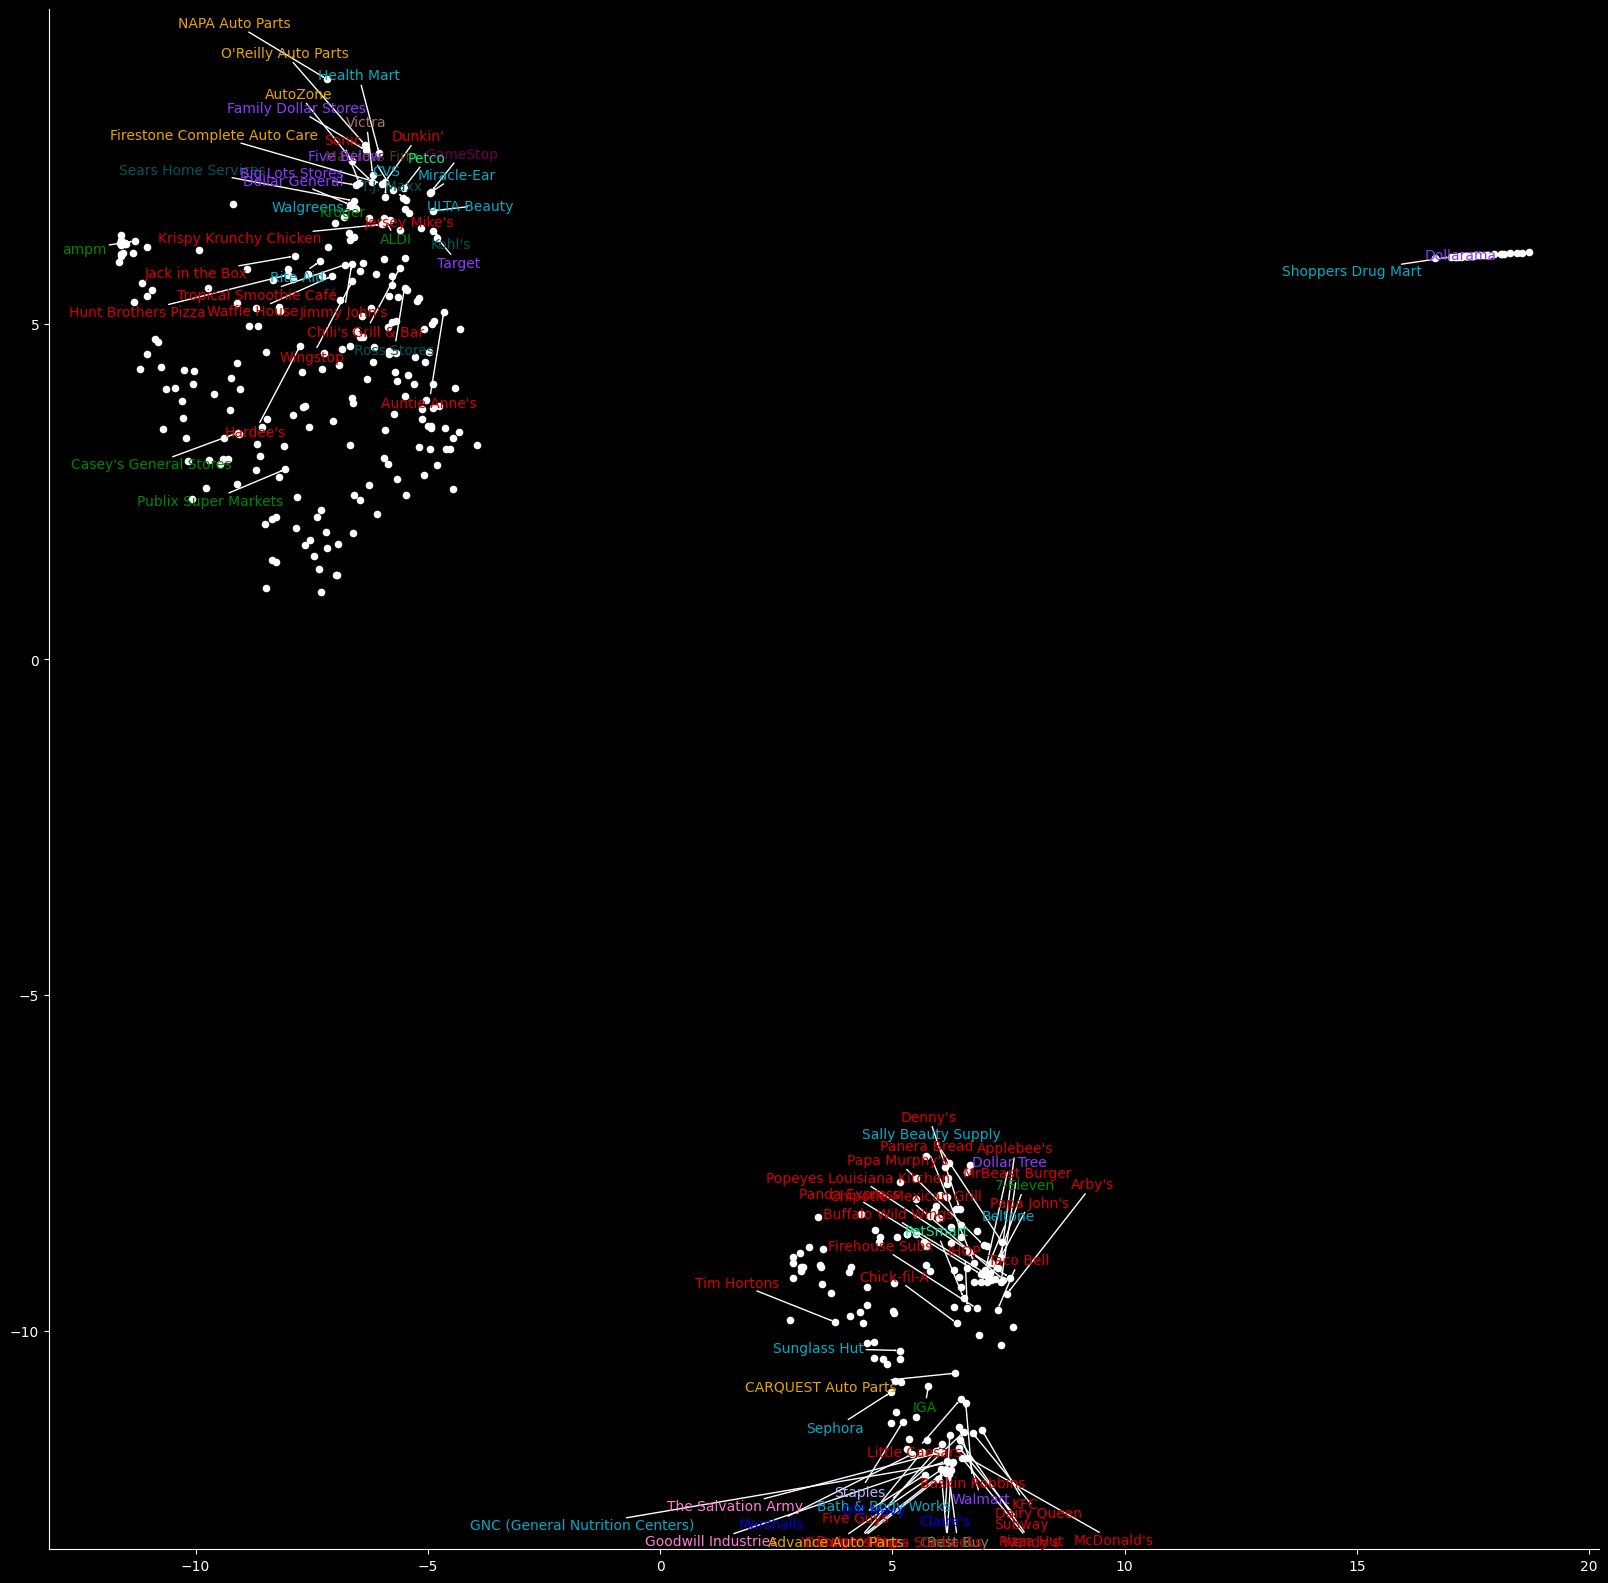 NAPA Auto Parts
O'Reilly Auto Parts
Health Mart
AutoZone
Family Dollar Stores
Victra
Firestone Complete Auto Care
Dunkin'
Sonic
Five Below
GameStop
Petco
Sears Home Services
CVS
Big Lots Stores
Miracle-Ear
Dollar General
T.J. Maxx
Walgreens
ULTA Beauty
Kroger
Jersey Mike's
Krispy Krunchy Chicken
ALDI
Kohl's
ampm
Target
Jack in the Box
Rite Aid
Dollarama
Shoppers Drug Mart
Tropical Smoothie Café
Hunt Brothers Pizza
Waffle House
Jimmy John's
5
Chili's Grill & Bar
Ross Stores
Wingstop
Auntie Anne's
Hardee's
Casey's General Stores
Publix Super Markets
0
−5
Denny's
Sally Beauty Supply
Panera Bread
Applebee's
Papa Murphy's
Dollar Tree
MrBeast Burger
Popeyes Louisiana Kitchen
7-Eleven
Arby's
Panda Express
Chipotle Mexican Grill
Papa John's
Buffalo Wild Wings
Beltone
PetSmart
Firehouse Subs
IHOP
Taco Bell
Chick-fil-A
Tim Hortons
−10
Sunglass Hut
CARQUEST Auto Parts
IGA
Sephora
Little Caesars
Baskin Robbins
Staples
Walmart
The Salvation Army
Bath & Body Works
Old Navy
KFC
Dairy Queen
Five Guys
Claire's
GNC (General Nutrition Centers)
Marshalls
Subway
Goodwill Industries
Advance Auto Parts
Best Buy
Pizza Hut
Wendy's
McDonald's
−10
−5
0
5
10
15
20